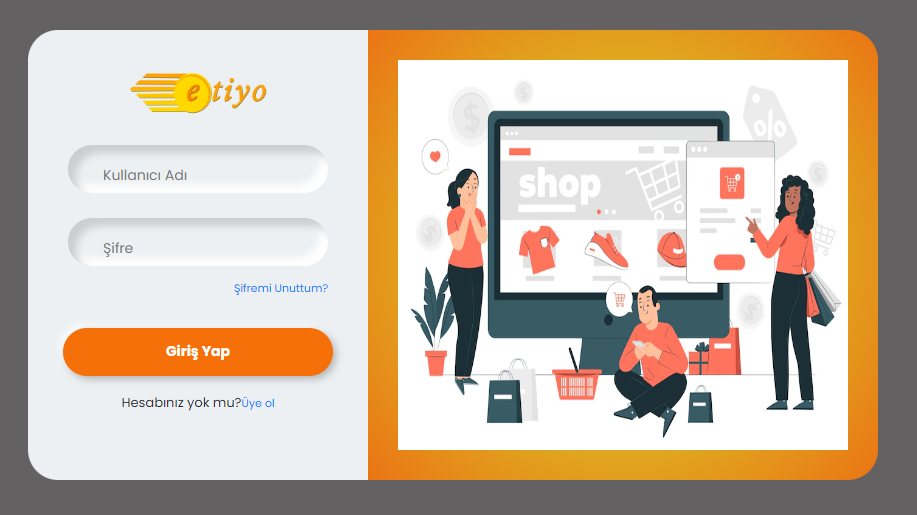 etiyo
Kullanıcı Adı
Şifre
Şifremi Unuttum?
Giriş Yap
Hesabınız yok mu?Üye ol
shop
%
$
$
$
$
$